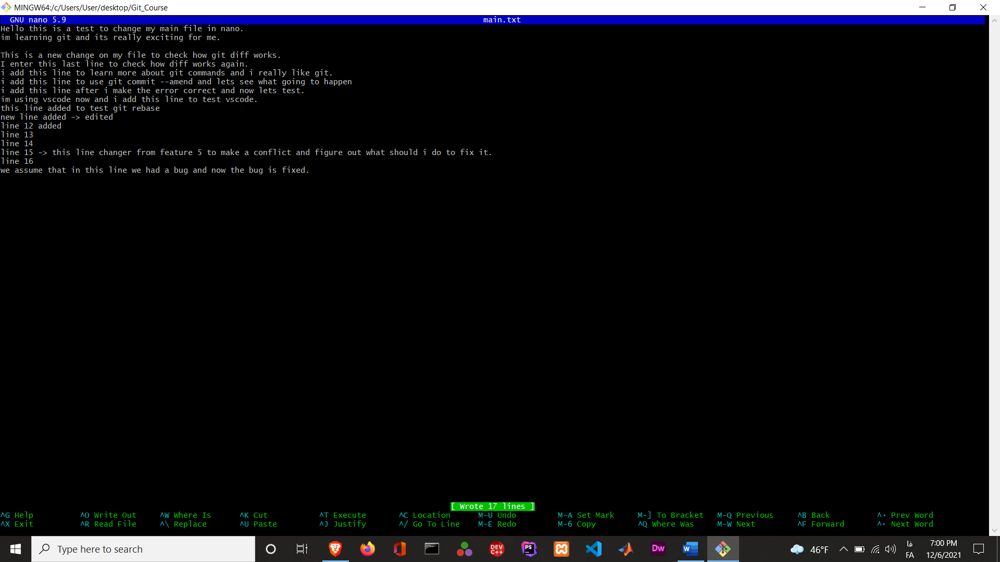 MINGW64:/c/Users/User/desktop/Git_Course
GNU nano 5.9 main.txt
Hello this is a test to change my main file in nano.
im learning git and its really exciting for me.
This is a new change on my file to check how git diff works.
I enter this last line to check how diff works again.
i add this line to learn more about git commands and i really like git.
i add this line to use git commit --amend and lets see what going to happen
i add this line after i make the error correct and now lets test.
im using vscode now and i add this line to test vscode.
this line added to test git rebase
new line added -> edited
line 12 added
line 13
line 14
line 15 -> this line changer from feature 5 to make a conflict and figure out what should i do to fix it.
line 16
we assume that in this line we had a bug and now the bug is fixed.
[ Wrote 17 lines ]
^G Help ^O Write Out ^W Where Is ^K Cut ^T Execute ^C Location M-U Undo M-A Set Mark M-] To Bracket M-Q Previous ^B Back ^◂ Prev Word
^X Exit ^R Read File ^\ Replace ^U Paste ^J Justify ^/ Go To Line M-E Redo M-6 Copy ^Q Where Was M-W Next ^F Forward ^▸ Next Word
Type here to search
DEV C++
PS
Dw
W
46°F
فا
FA
7:00 PM
12/6/2021